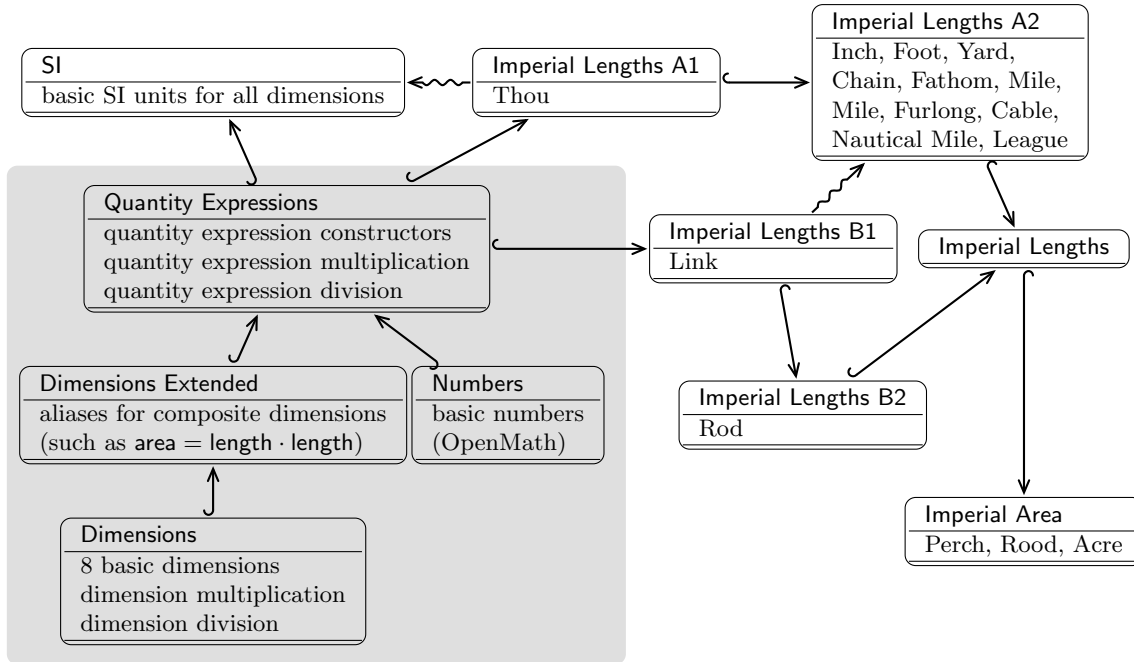 SI
basic SI units for all dimensions
Imperial Lengths A1
Thou
Imperial Lengths A2
Inch, Foot, Yard,
Chain, Fathom, Mile,
Mile, Furlong, Cable,
Nautical Mile, League
Quantity Expressions
quantity expression constructors
quantity expression multiplication
quantity expression division
Imperial Lengths B1
Link
Imperial Lengths
Dimensions Extended
aliases for composite dimensions
(such as area = length · length)
Numbers
basic numbers
(OpenMath)
Imperial Lengths B2
Rod
Imperial Area
Perch, Rood, Acre
Dimensions
8 basic dimensions
dimension multiplication
dimension division